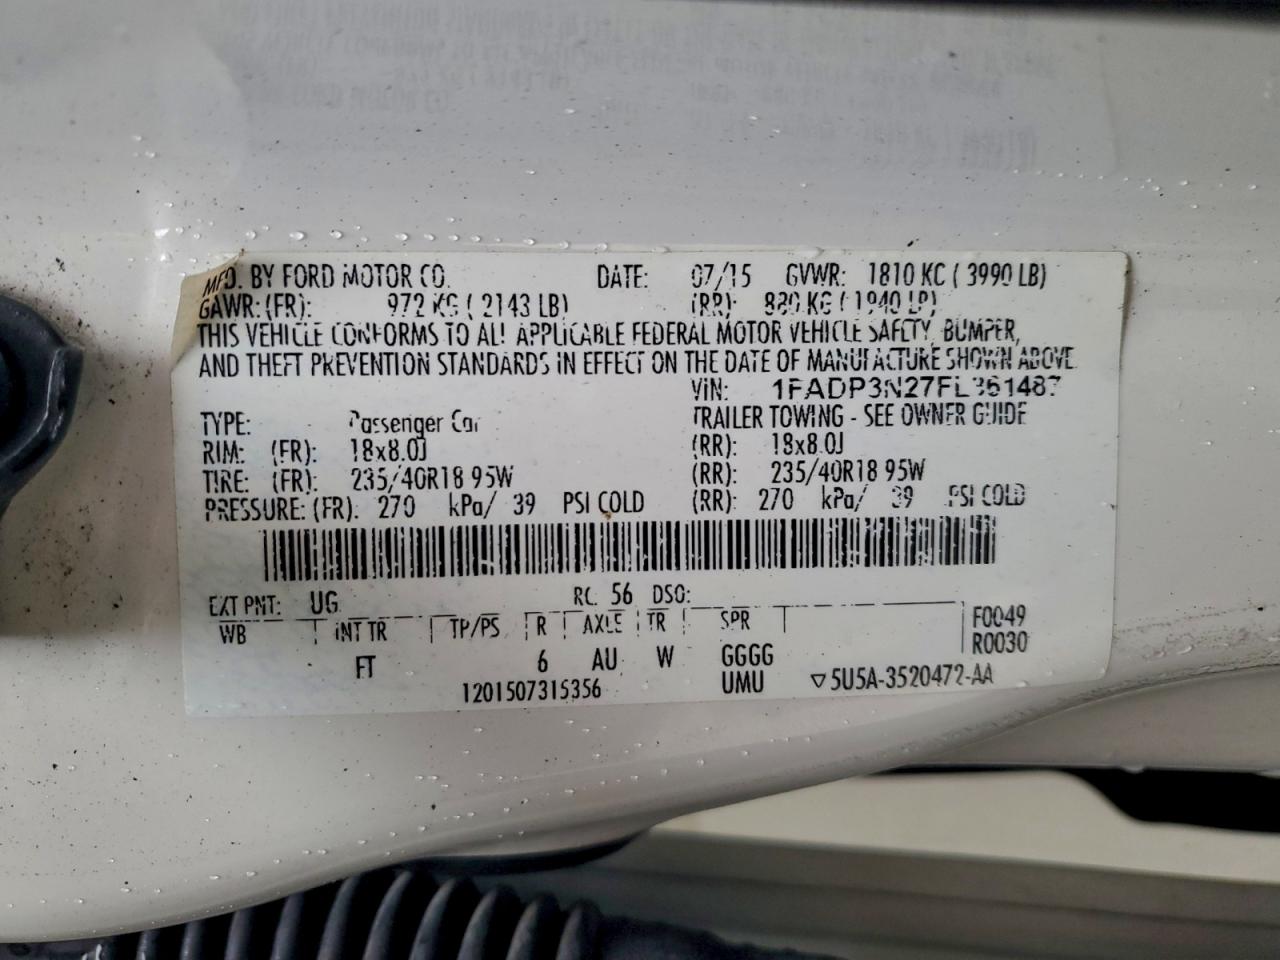 MFD. BY FORD MOTOR CO. DATE: 07/15 GVWR: 1810 KG ( 3990 LB)
GAWR: (FR): 972 KG ( 2143 LB) (RR): 880 KG ( 1940 LB)
THIS VEHICLE CONFORMS TO ALL APPLICABLE FEDERAL MOTOR VEHICLE SAFETY, BUMPER,
AND THEFT PREVENTION STANDARDS IN EFFECT ON THE DATE OF MANUFACTURE SHOWN ABOVE.
VIN: 1FADP3N27FL361487
TYPE: Passenger Car TRAILER TOWING - SEE OWNER GUIDE
RIM: (FR): 18x8.0J (RR): 18x8.0J
TIRE: (FR): 235/40R18 95W (RR): 235/40R18 95W
PRESSURE: (FR): 270 kPa/ 39 PSI COLD (RR): 270 kPa/ 39 PSI COLD
EXT PNT: UG RC: 56 DSO:
WB INT TR TP/PS R AXLE TR SPR F0049
R0030
FT 6 AU W GGGG
1201507315356 UMU ▽5U5A-3520472-AA